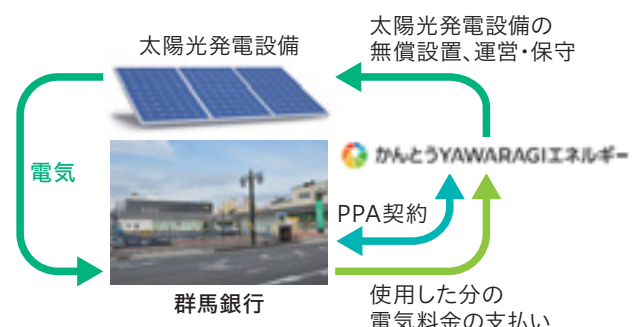 太陽光発電設備の
無償設置、運営・保守
太陽光発電設備
電気
かんとうYAWARAGIエネルギー
PPA契約
群馬銀行
使用した分の
電気料金の支払い